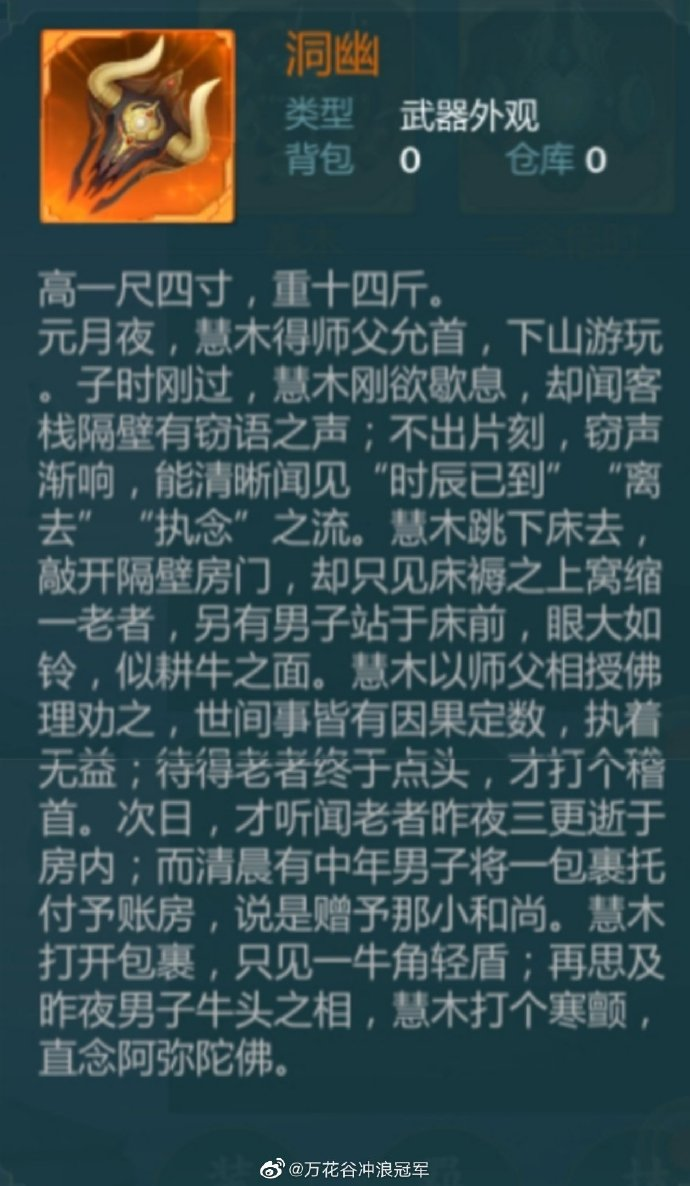 洞幽
类型 武器外观
背包 0 仓库 0
高一尺四寸，重十四斤。
元月夜，慧木得师父允首，下山游玩
。子时刚过，慧木刚欲歇息，却闻客
栈隔壁有窃语之声；不出片刻，窃声
渐响，能清晰闻见“时辰已到”“离
去”“执念”之流。慧木跳下床去，
敲开隔壁房门，却只见床褥之上窝缩
一老者，另有男子站于床前，眼大如
铃，似耕牛之面。慧木以师父相授佛
理劝之，世间事皆有因果定数，执着
无益；待得老者终于点头，才打个稽
首。次日，才听闻老者昨夜三更逝于
房内；而清晨有中年男子将一包裹托
付予账房，说是赠予那小和尚。慧木
打开包裹，只见一牛角轻盾；再思及
昨夜男子牛头之相，慧木打个寒颤，
直念阿弥陀佛。
@万花谷冲浪冠军